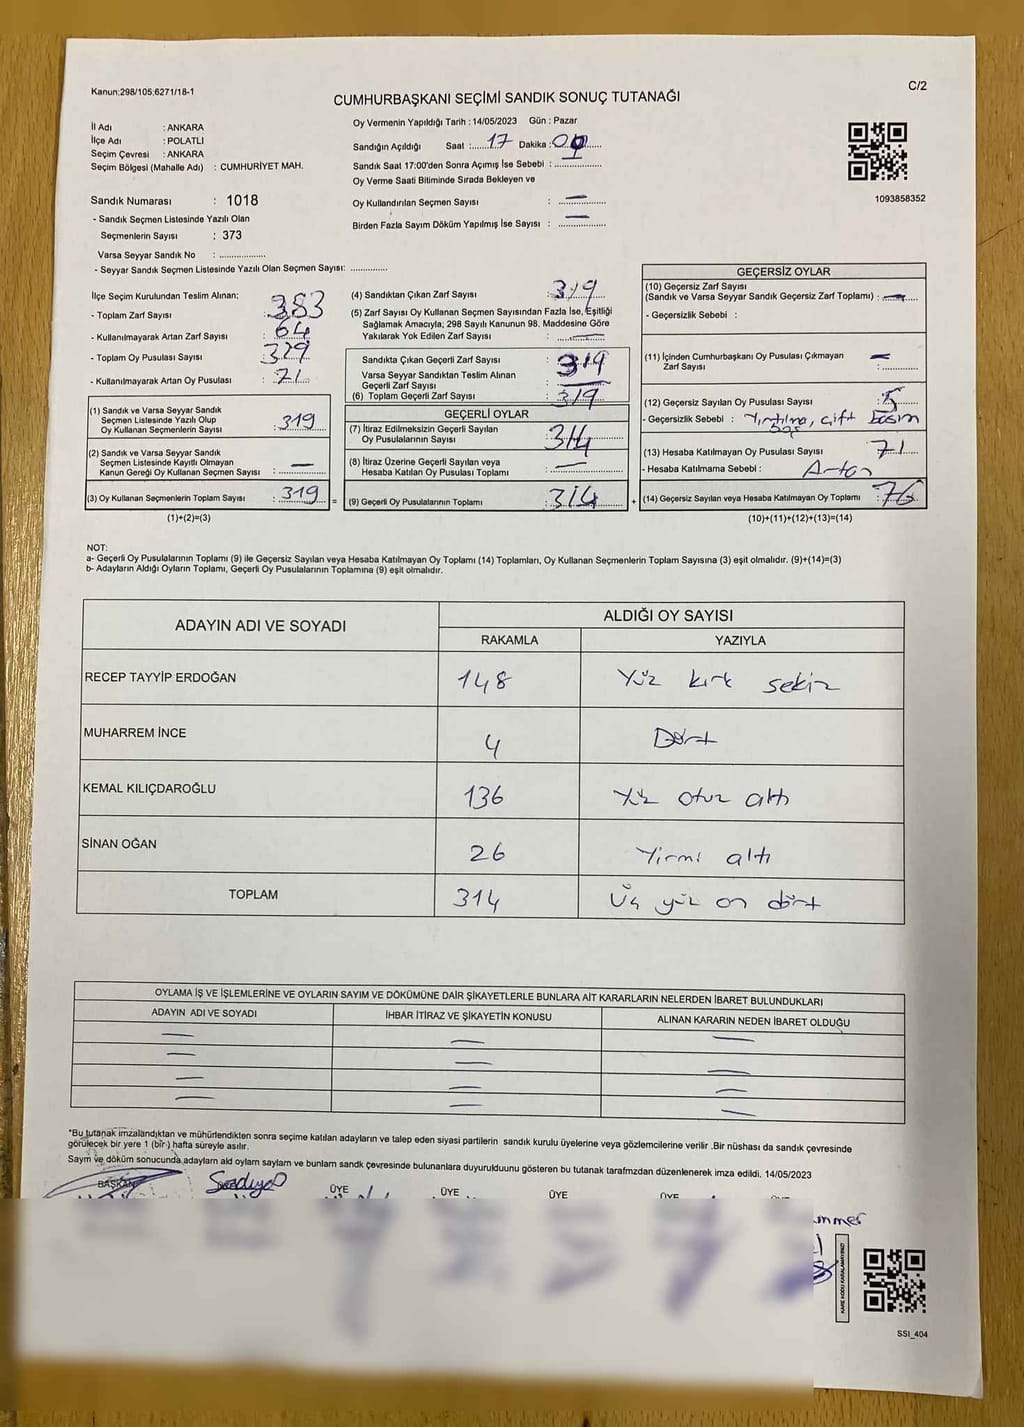 Kanun:298/105;6271/18-1
C/2
CUMHURBAŞKANI SEÇİMİ SANDIK SONUÇ TUTANAĞI
İl Adı : ANKARA
İlçe Adı : POLATLI
Seçim Çevresi : ANKARA
Seçim Bölgesi (Mahalle Adı) : CUMHURİYET MAH.
Oy Vermenin Yapıldığı Tarih : 14/05/2023 Gün : Pazar
Sandığın Açıldığı Saat :.....17.. Dakika :
Sandık Saat 17:00'den Sonra Açımış İse Sebebi : ..................
Oy Verme Saati Bitiminde Sırada Bekleyen ve
Oy Kullandırılan Seçmen Sayısı : —
Birden Fazla Sayım Döküm Yapılmış İse Sayısı : —
1093858352
Sandık Numarası : 1018
- Sandık Seçmen Listesinde Yazılı Olan
Seçmenlerin Sayısı : 373
Varsa Seyyar Sandık No : ..................
- Seyyar Sandık Seçmen Listesinde Yazılı Olan Seçmen Sayısı: ..............
İlçe Seçim Kurulundan Teslim Alınan;
- Toplam Zarf Sayısı : 383
- Kullanılmayarak Artan Zarf Sayısı : 64
- Toplam Oy Pusulası Sayısı :
- Kullanılmayarak Artan Oy Pusulası : 71
(1) Sandık ve Varsa Seyyar Sandık
Seçmen Listesinde Yazılı Olup
Oy Kullanan Seçmenlerin Sayısı : 319
(2) Sandık ve Varsa Seyyar Sandık
Seçmen Listesinde Kayıtlı Olmayan
Kanun Gereği Oy Kullanan Seçmen Sayısı : —
(3) Oy Kullanan Seçmenlerin Toplam Sayısı : 319 =
(1)+(2)=(3)
(4) Sandıktan Çıkan Zarf Sayısı : 319
(5) Zarf Sayısı Oy Kullanan Seçmen Sayısından Fazla İse, Eşitliği
Sağlamak Amacıyla; 298 Sayılı Kanunun 98. Maddesine Göre
Yakılarak Yok Edilen Zarf Sayısı : —
Sandıkta Çıkan Geçerli Zarf Sayısı : 319
Varsa Seyyar Sandıktan Teslim Alınan
Geçerli Zarf Sayısı : —
(6) Toplam Geçerli Zarf Sayısı : 319
GEÇERLİ OYLAR
(7) İtiraz Edilmeksizin Geçerli Sayılan
Oy Pusulalarının Sayısı : 314
(8) İtiraz Üzerine Geçerli Sayılan veya
Hesaba Katılan Oy Pusulası Toplamı : —
(9) Geçerli Oy Pusulalarının Toplamı : 314 +
GEÇERSİZ OYLAR
(10) Geçersiz Zarf Sayısı
(Sandık ve Varsa Seyyar Sandık Geçersiz Zarf Toplamı) : —
- Geçersizlik Sebebi :
(11) İçinden Cumhurbaşkanı Oy Pusulası Çıkmayan
Zarf Sayısı : —
(12) Geçersiz Sayılan Oy Pusulası Sayısı : 5
- Geçersizlik Sebebi : Yırtılma, çift basım
boş
(13) Hesaba Katılmayan Oy Pusulası Sayısı : 71
- Hesaba Katılmama Sebebi : Artan
(14) Geçersiz Sayılan veya Hesaba Katılmayan Oy Toplamı : 76
(10)+(11)+(12)+(13)=(14)
NOT:
a- Geçerli Oy Pusulalarının Toplamı (9) ile Geçersiz Sayılan veya Hesaba Katılmayan Oy Toplamı (14) Toplamları, Oy Kullanan Seçmenlerin Toplam Sayısına (3) eşit olmalıdır. (9)+(14)=(3)
b- Adayların Aldığı Oyların Toplamı, Geçerli Oy Pusulalarının Toplamına (9) eşit olmalıdır.
ADAYIN ADI VE SOYADI
ALDIĞI OY SAYISI
RAKAMLA YAZIYLA
RECEP TAYYİP ERDOĞAN 148 Yüz kırk sekiz
MUHARREM İNCE 4 Dört
KEMAL KILIÇDAROĞLU 136 Yüz otuz altı
SİNAN OĞAN 26 Yirmi altı
TOPLAM 314 Üç yüz on dört
OYLAMA İŞ VE İŞLEMLERİNE VE OYLARIN SAYIM VE DÖKÜMÜNE DAİR ŞİKAYETLERLE BUNLARA AİT KARARLARIN NELERDEN İBARET BULUNDUKLARI
ADAYIN ADI VE SOYADI İHBAR İTİRAZ VE ŞİKAYETİN KONUSU ALINAN KARARIN NEDEN İBARET OLDUĞU
— — —
— — —
— — —
— — —
*Bu tutanak imzalandıktan ve mühürlendikten sonra seçime katılan adayların ve talep eden siyasi partilerin sandık kurulu üyelerine veya gözlemcilerine verilir .Bir nüshası da sandık çevresinde
görülecek bir yere 1 (bir ) hafta süreyle asılır.
Sayım ve döküm sonucunda,adayların ald oyların sayları ve bunların sandk çevresinde bulunanlara duyurulduunu gösteren bu tutanak tarafmzdan düzenlenerek imza edildi. 14/05/2023
BAŞKAN ÜYE ÜYE ÜYE ÜYE
KARE KODU KARALAMAYINIZ!
SSI_404